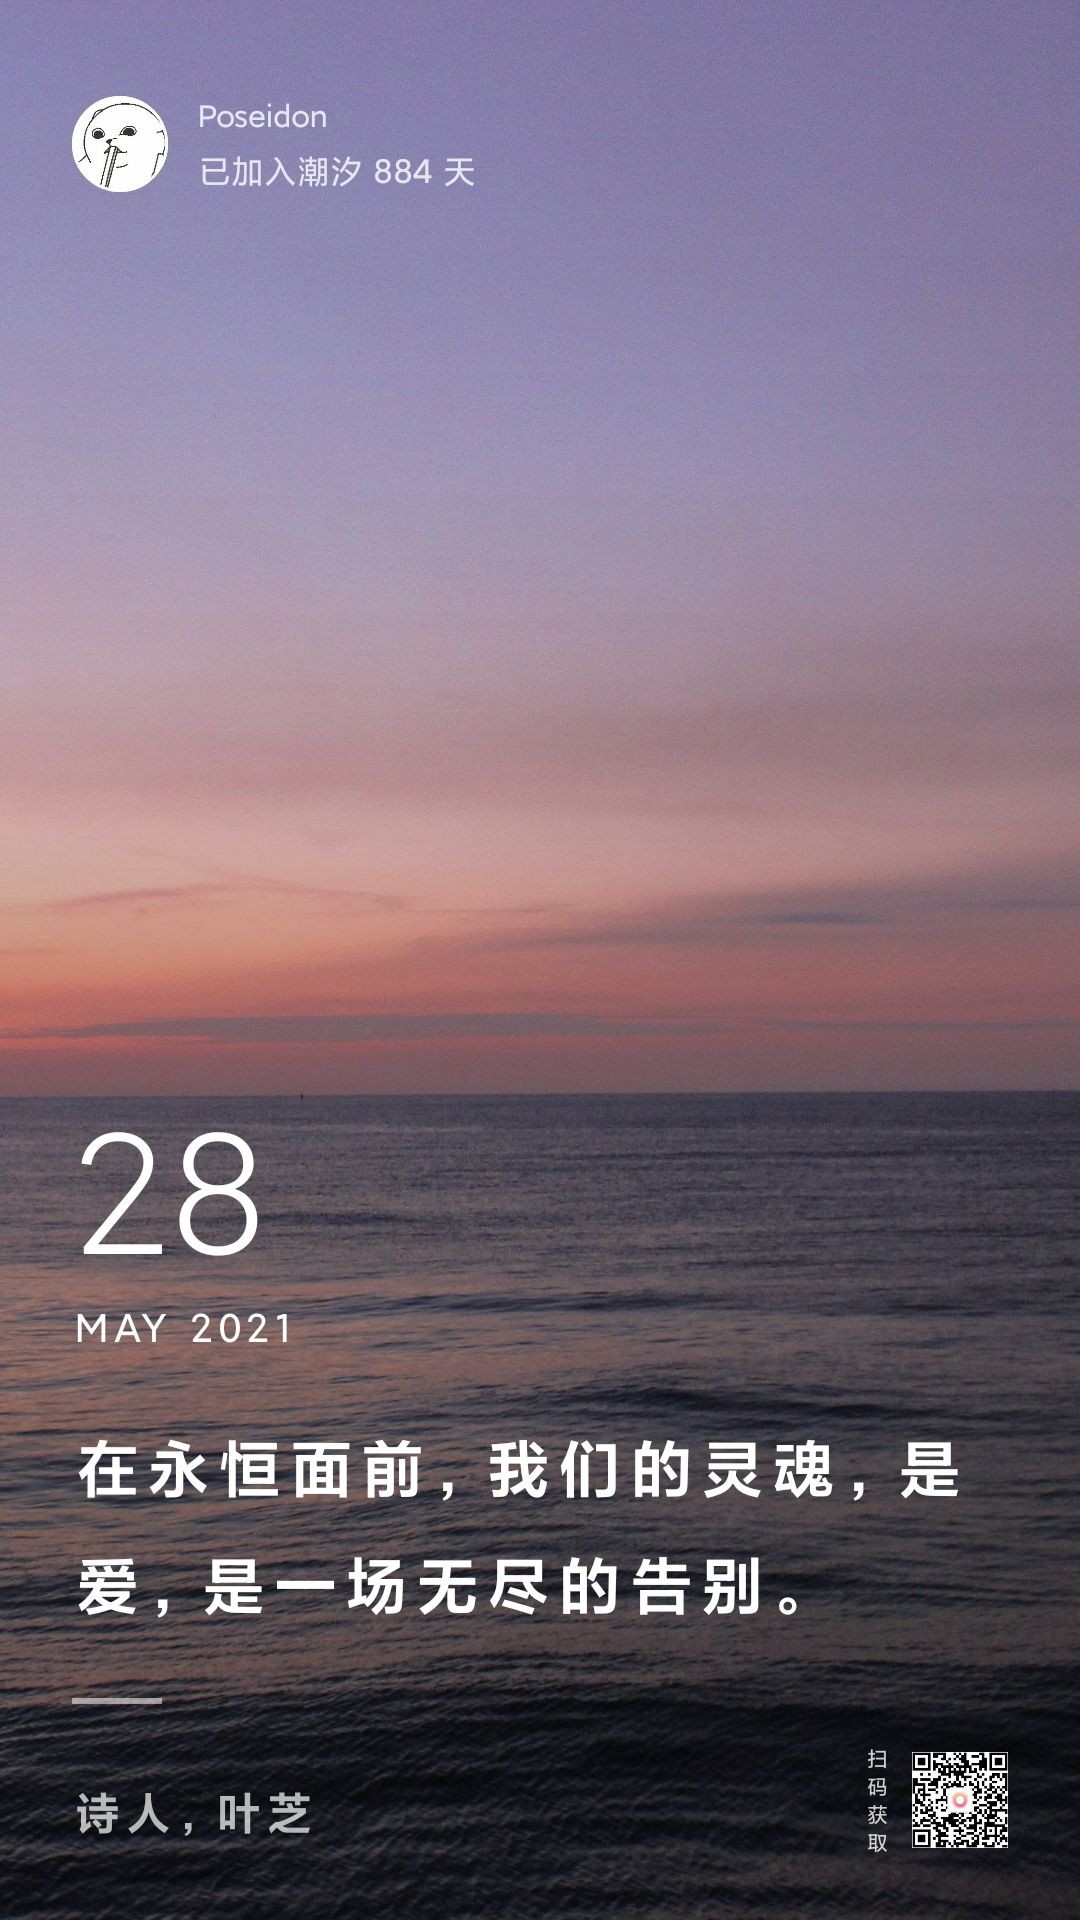 Poseidon
已加入潮汐 884 天
28
MAY 2021
在永恒面前，我们的灵魂，是
爱，是一场无尽的告别。
诗人，叶芝
扫码获取